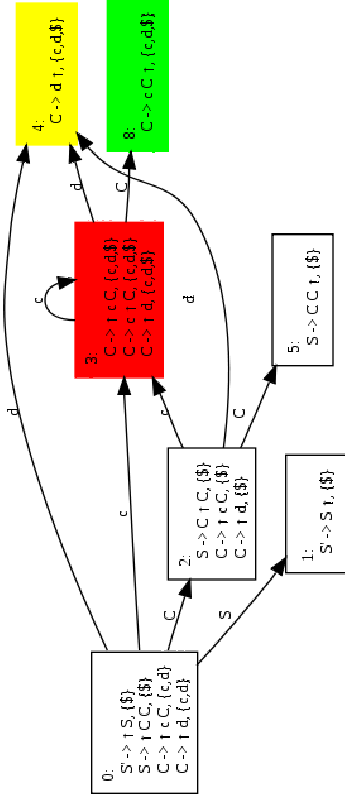 d
4:
C -> d †, {c,d,$}
c
d
3:
C -> † c C, {c,d,$}
C -> c † C, {c,d,$}
C -> † d, {c,d,$}
C
8:
C -> c C †, {c,d,$}
0:
S' -> † S, {$}
S -> † C C, {$}
C -> † c C, {c,d}
C -> † d, {c,d}
c
c
d
C
2:
S -> C † C, {$}
C -> † c C, {$}
C -> † d, {$}
C
5:
S -> C C †, {$}
S
1:
S' -> S †, {$}